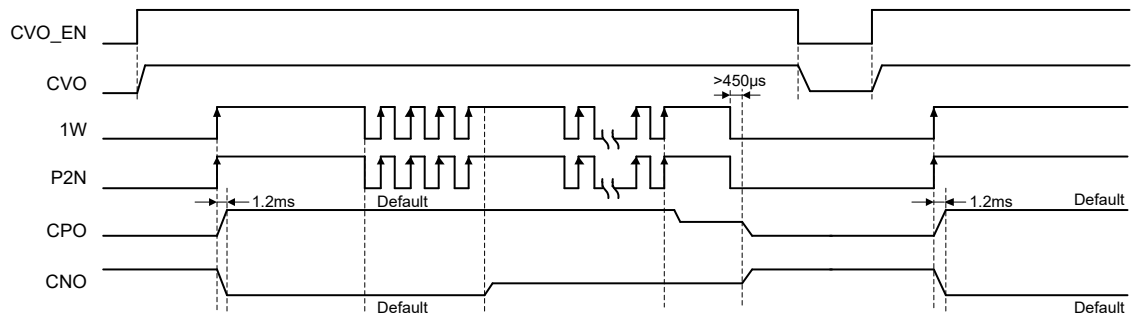 CVO_EN
CVO
>450μs
1W
P2N
1.2ms
Default
1.2ms
Default
CPO
CNO
Default
Default